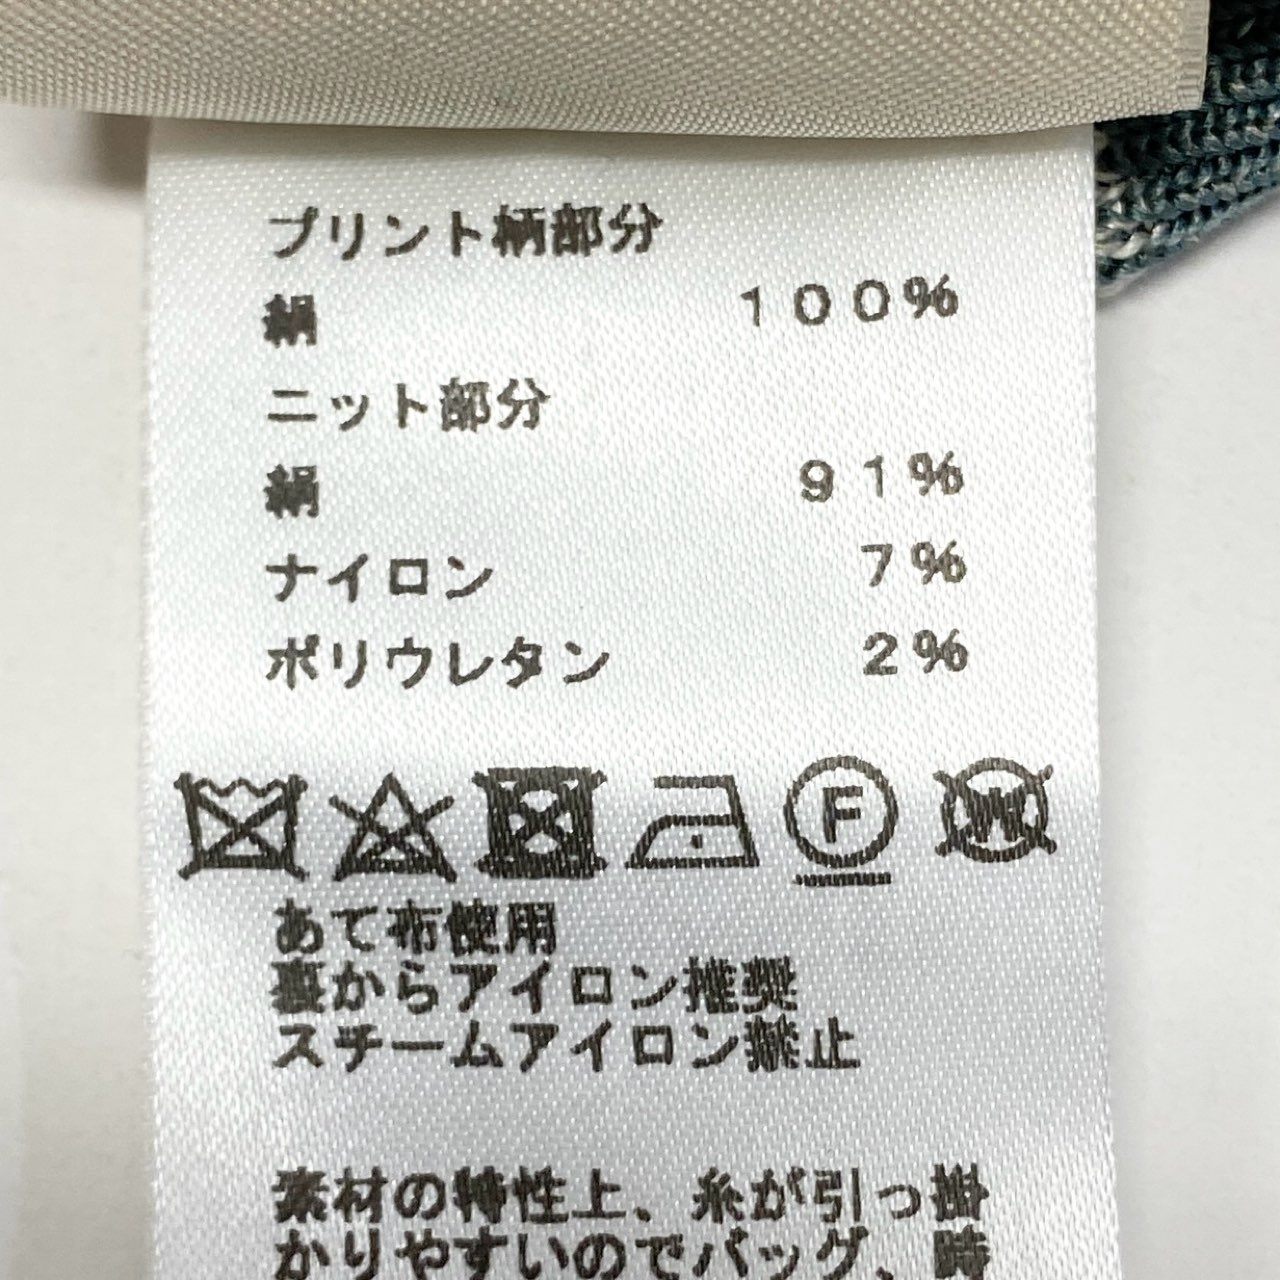 プリント柄部分
絹 100%
ニット部分
絹 91%
ナイロン 7%
ポリウレタン 2%
F W
あて布使用
裏からアイロン推奨
スチームアイロン禁止
素材の特性上、糸が引っ掛
かりやすいのでバッグ、時